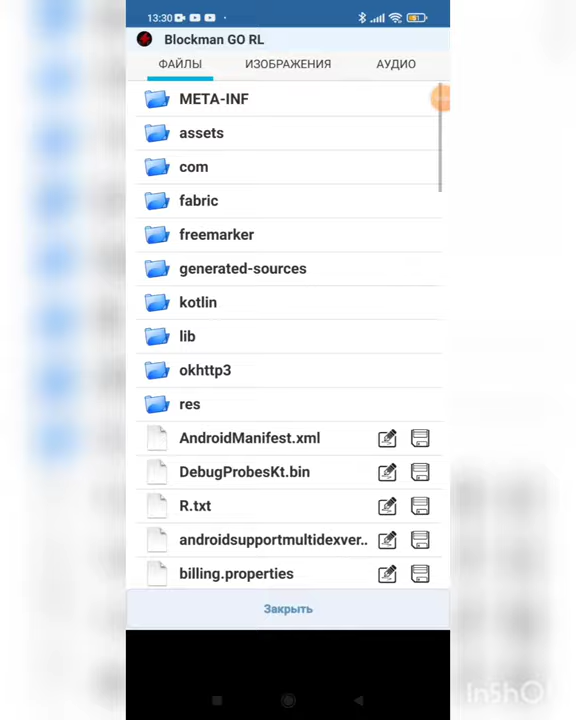 13:30
Blockman GO RL
ФАЙЛЫ ИЗОБРАЖЕНИЯ АУДИО
META-INF
assets
com
fabric
freemarker
generated-sources
kotlin
lib
okhttp3
res
AndroidManifest.xml
DebugProbesKt.bin
R.txt
androidsupportmultidexver..
billing.properties
Закрыть
InShO